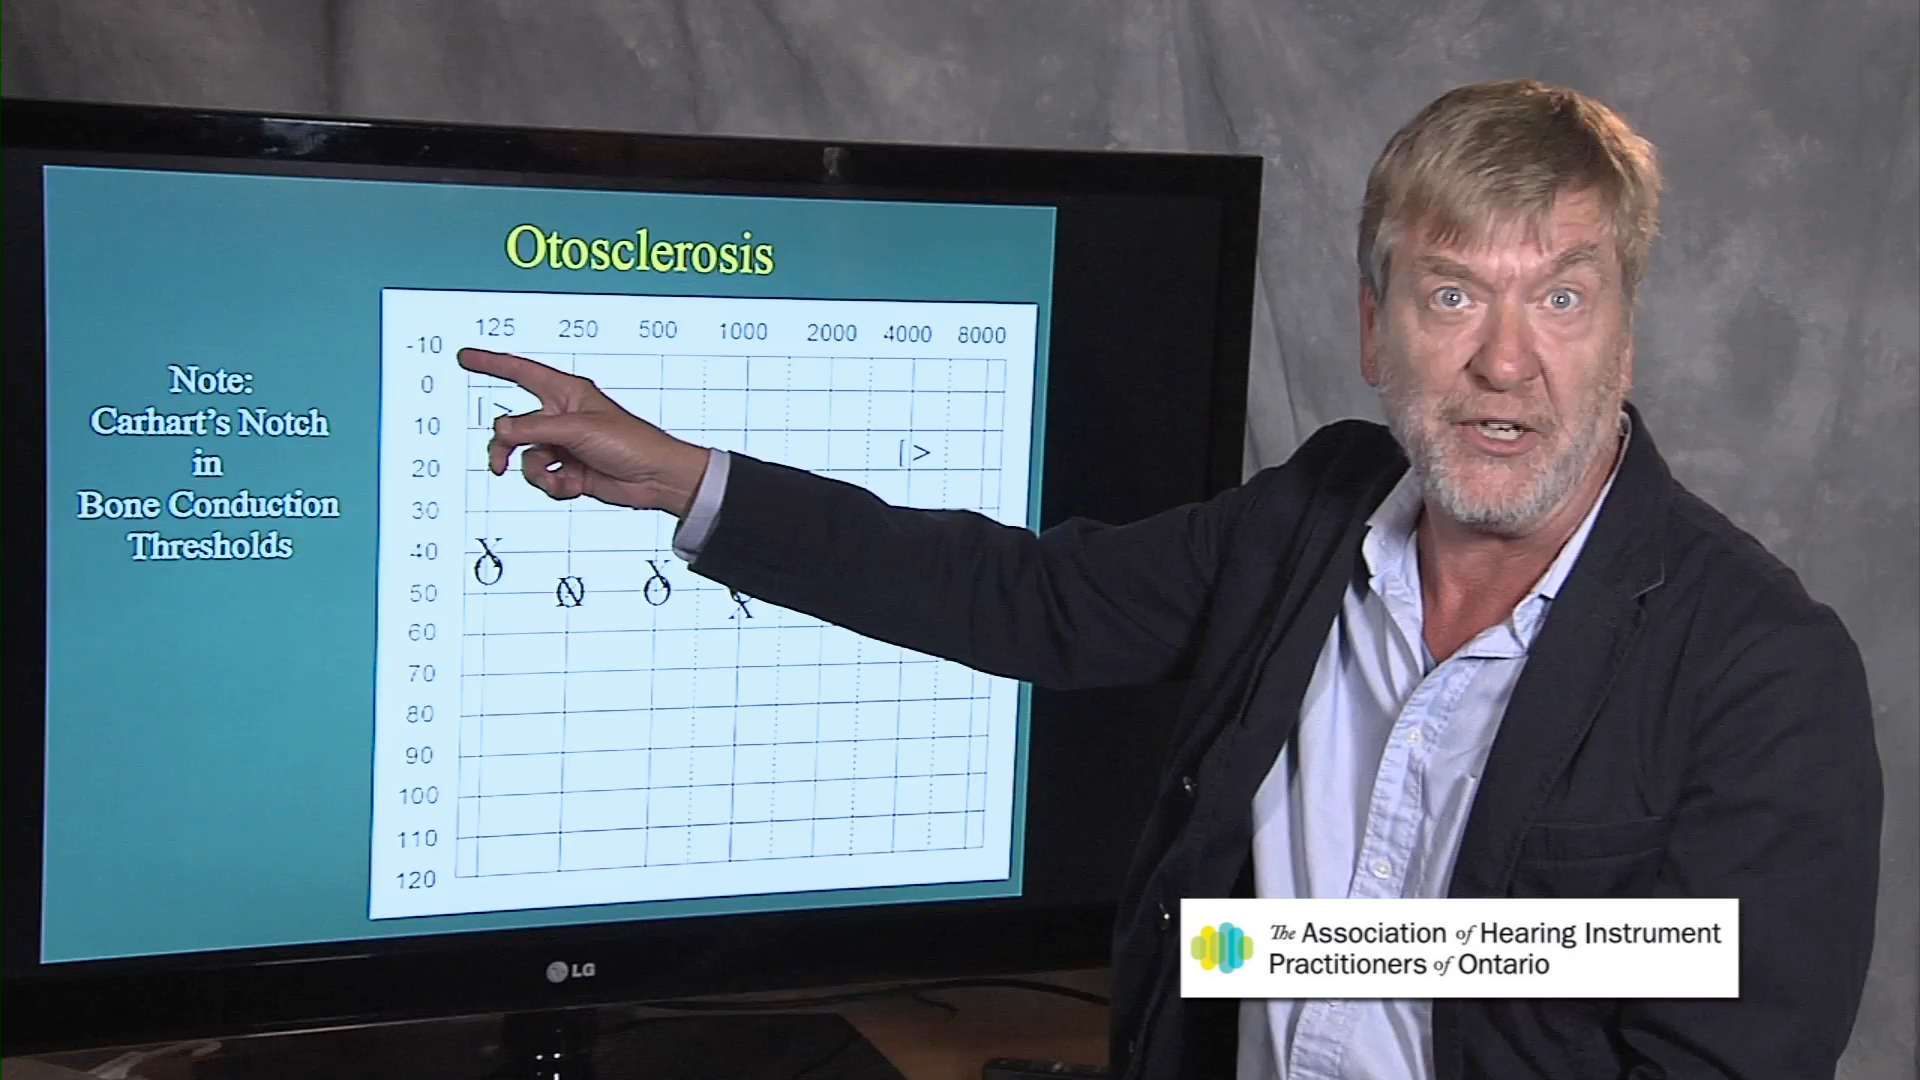 Otosclerosis
Note:
Carhart's Notch
in
Bone Conduction
Thresholds
125 250 500 1000 2000 4000 8000
-10
0
10
20
30
40
50
60
70
80
90
100
110
120
[ >
[ >
X
O
X
O
X
LG
The Association of Hearing Instrument
Practitioners of Ontario